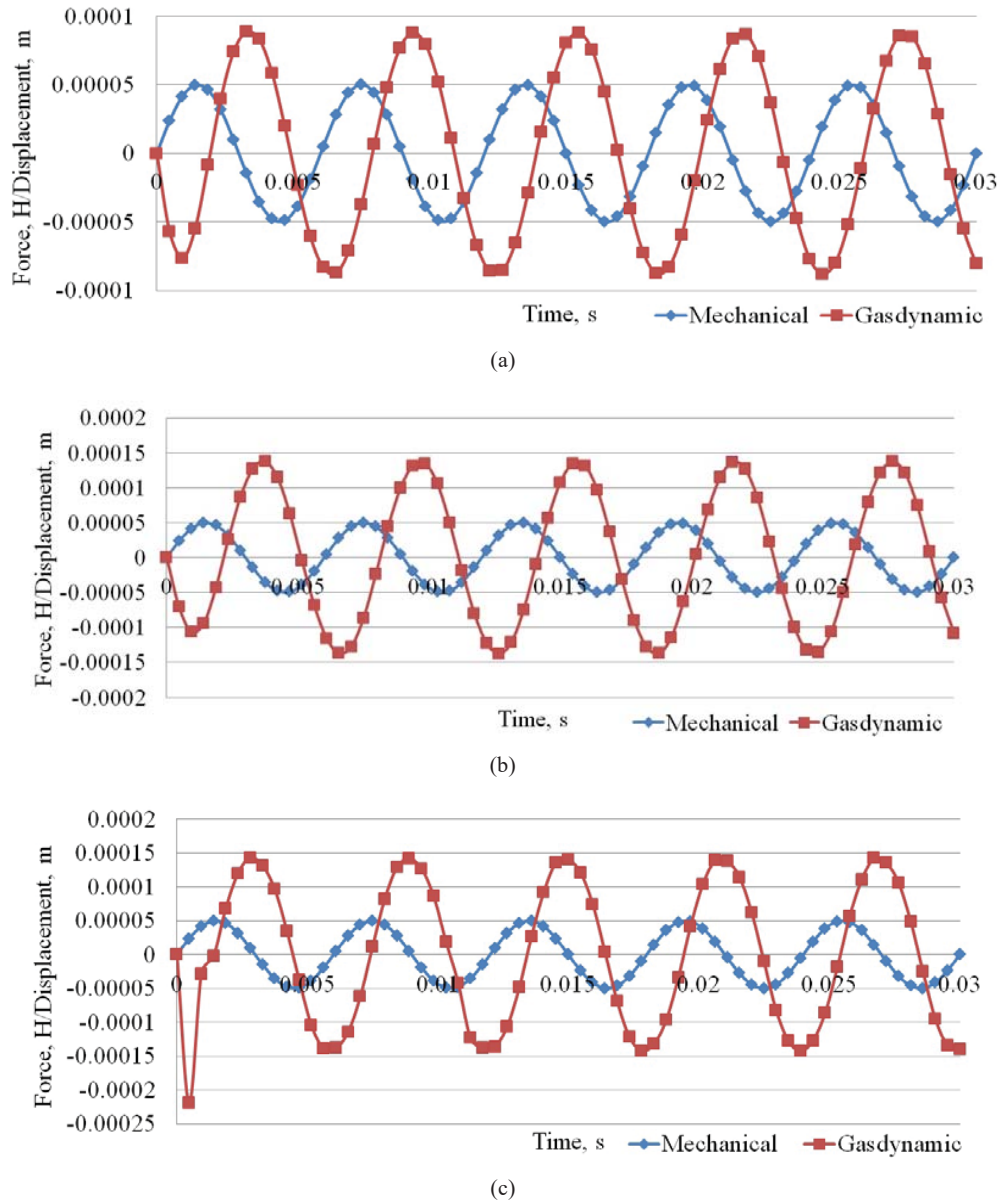 0.0001
0.00005
0
-0.00005
-0.0001
Force, H/Displacement, m
0 0.005 0.01 0.015 0.02 0.025 0.03
Time, s Mechanical Gasdynamic
(a)
0.0002
0.00015
0.0001
0.00005
0
-0.00005
-0.0001
-0.00015
-0.0002
Force, H/Displacement, m
0 0.005 0.01 0.015 0.02 0.025 0.03
Time, s Mechanical Gasdynamic
(b)
0.0002
0.00015
0.0001
0.00005
0
-0.00005
-0.0001
-0.00015
-0.0002
-0.00025
Force, H/Displacement, m
0 0.005 0.01 0.015 0.02 0.025 0.03
Time, s Mechanical Gasdynamic
(c)